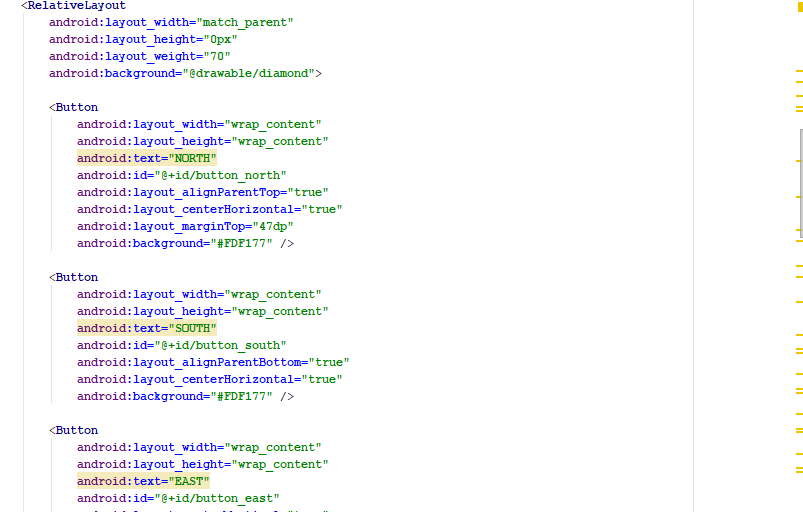 <RelativeLayout
android:layout_width="match_parent"
android:layout_height="0px"
android:layout_weight="70"
android:background="@drawable/diamond">
<Button
android:layout_width="wrap_content"
android:layout_height="wrap_content"
android:text="NORTH"
android:id="@+id/button_north"
android:layout_alignParentTop="true"
android:layout_centerHorizontal="true"
android:layout_marginTop="47dp"
android:background="#FDF177" />
<Button
android:layout_width="wrap_content"
android:layout_height="wrap_content"
android:text="SOUTH"
android:id="@+id/button_south"
android:layout_alignParentBottom="true"
android:layout_centerHorizontal="true"
android:background="#FDF177" />
<Button
android:layout_width="wrap_content"
android:layout_height="wrap_content"
android:text="EAST"
android:id="@+id/button_east"